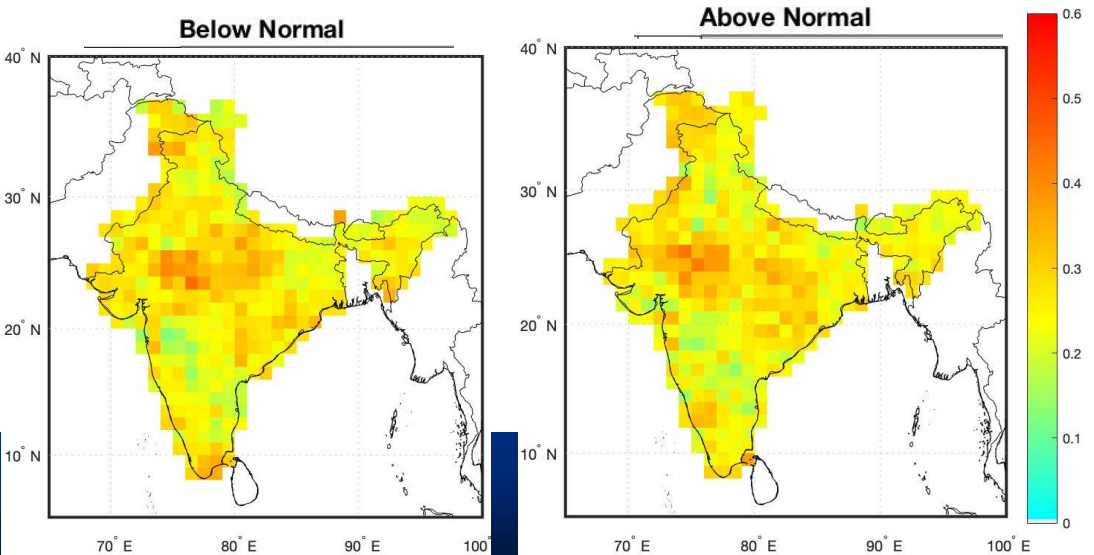 Below Normal
Above Normal
40° N
30° N
20° N
10° N
70° E
80° E
90° E
100°
40° N
30° N
20° N
10° N
70° E
80° E
90° E
100° E
0.6
0.5
0.4
0.3
0.2
0.1
0